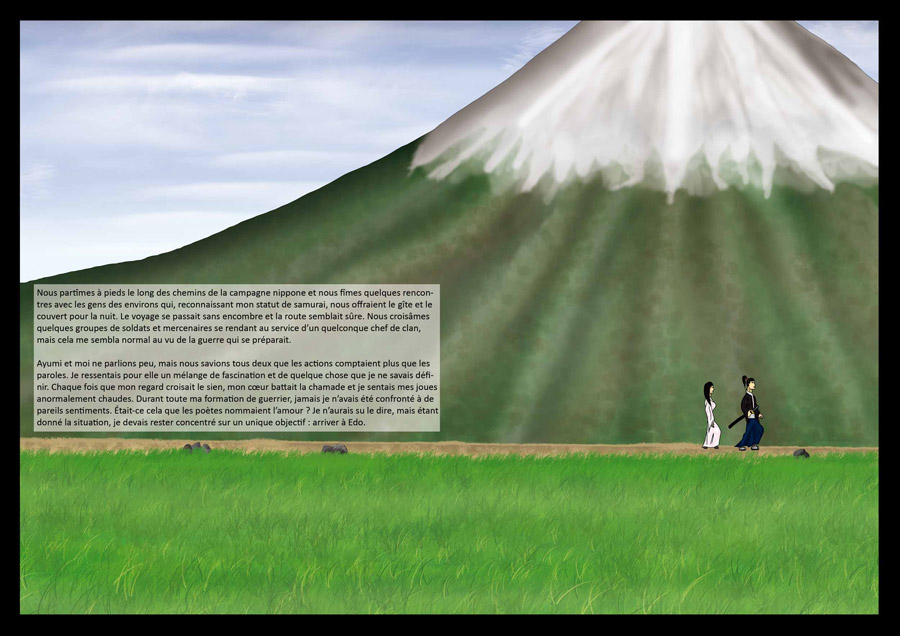 Nous partîmes à pieds le long des chemins de la campagne nippone et nous fîmes quelques rencon-
tres avec les gens des environs qui, reconnaissant mon statut de samurai, nous offraient le gîte et le
couvert pour la nuit. Le voyage se passait sans encombre et la route semblait sûre. Nous croisâmes
quelques groupes de soldats et mercenaires se rendant au service d'un quelconque chef de clan,
mais cela me sembla normal au vu de la guerre qui se préparait.

Ayumi et moi ne parlions peu, mais nous savions tous deux que les actions comptaient plus que les
paroles. Je ressentais pour elle un mélange de fascination et de quelque chose que je ne savais défi-
nir. Chaque fois que mon regard croisait le sien, mon cœur battait la chamade et je sentais mes joues
anormalement chaudes. Durant toute ma formation de guerrier, jamais je n'avais été confronté à de
pareils sentiments. Était-ce cela que les poètes nommaient l'amour ? Je n'aurais su le dire, mais étant
donné la situation, je devais rester concentré sur un unique objectif : arriver à Edo.